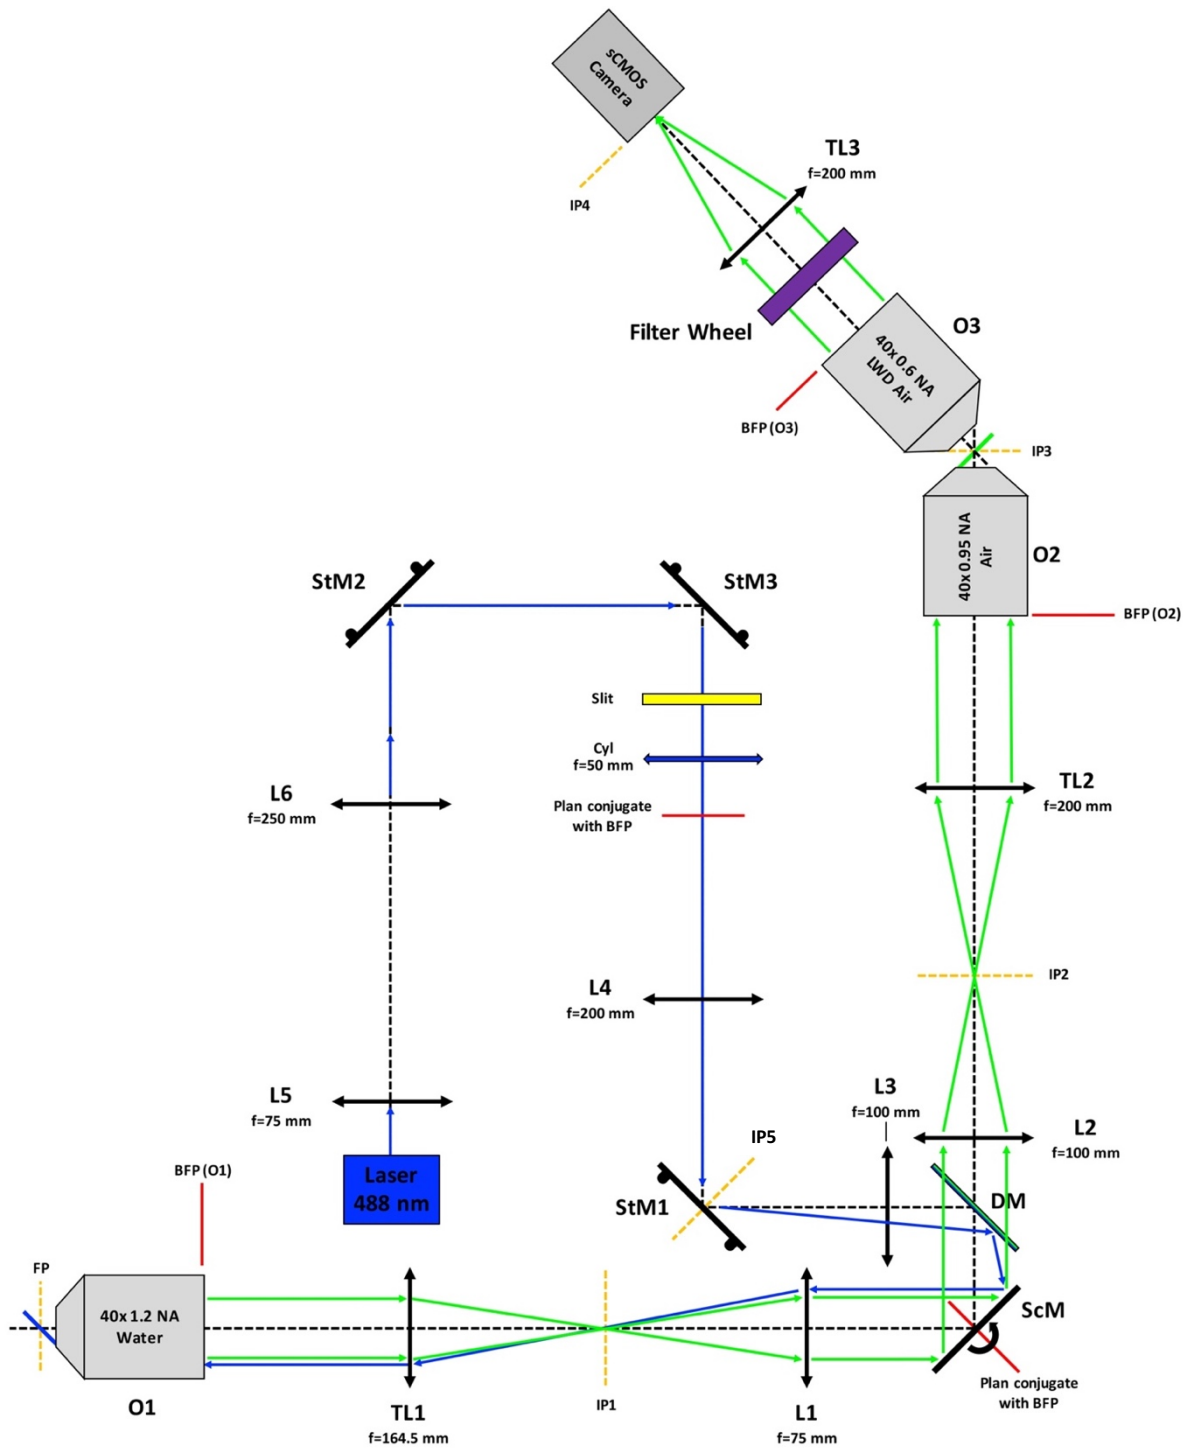 sCMOS
Camera
TL3
f=200 mm
IP4
O3
Filter Wheel
40x 0.6 NA
LWD Air
BFP (O3)
IP3
40x 0.95 NA
Air
O2
BFP (O2)
StM2
StM3
Slit
Cyl
f=50 mm
Plan conjugate
with BFP
L6
f=250 mm
TL2
f=200 mm
IP2
L4
f=200 mm
L5
f=75 mm
L3
f=100 mm
L2
f=100 mm
IP5
BFP (O1)
Laser
488 nm
StM1
DM
FP
40x 1.2 NA
Water
ScM
Plan conjugate
with BFP
O1
TL1
f=164.5 mm
IP1
L1
f=75 mm